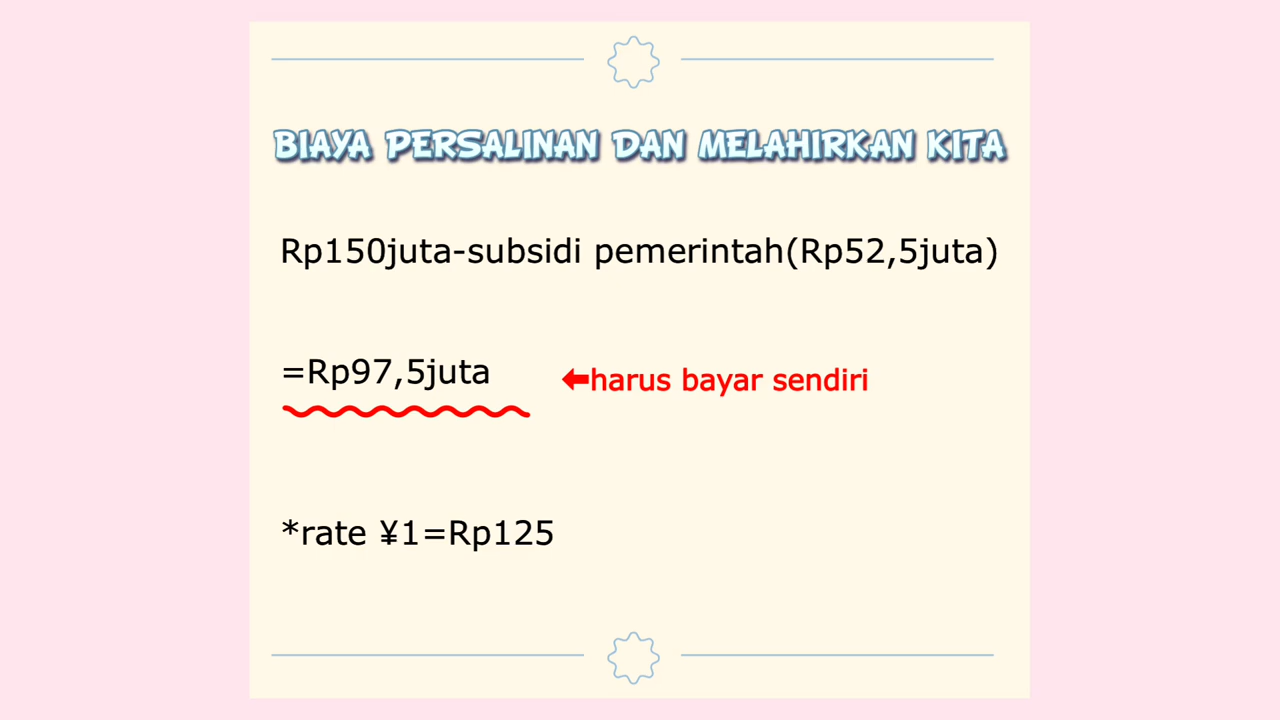 BIAYA PERSALINAN DAN MELAHIRKAN KITA
Rp150juta-subsidi pemerintah(Rp52,5juta)
=Rp97,5juta
⬅harus bayar sendiri
*rate ¥1=Rp125